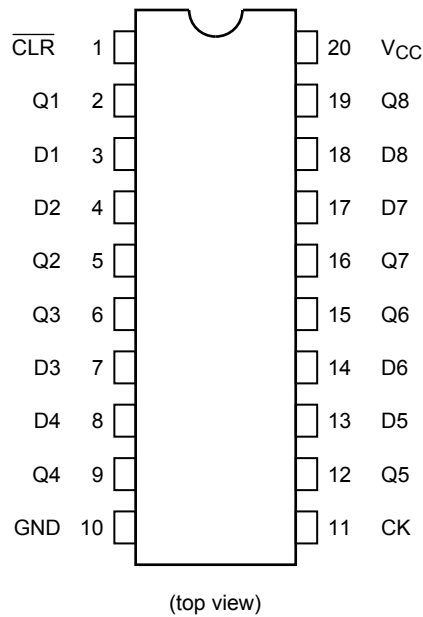 C̅L̅R̅ 1 20 VCC
Q1 2 19 Q8
D1 3 18 D8
D2 4 17 D7
Q2 5 16 Q7
Q3 6 15 Q6
D3 7 14 D6
D4 8 13 D5
Q4 9 12 Q5
GND 10 11 CK
(top view)